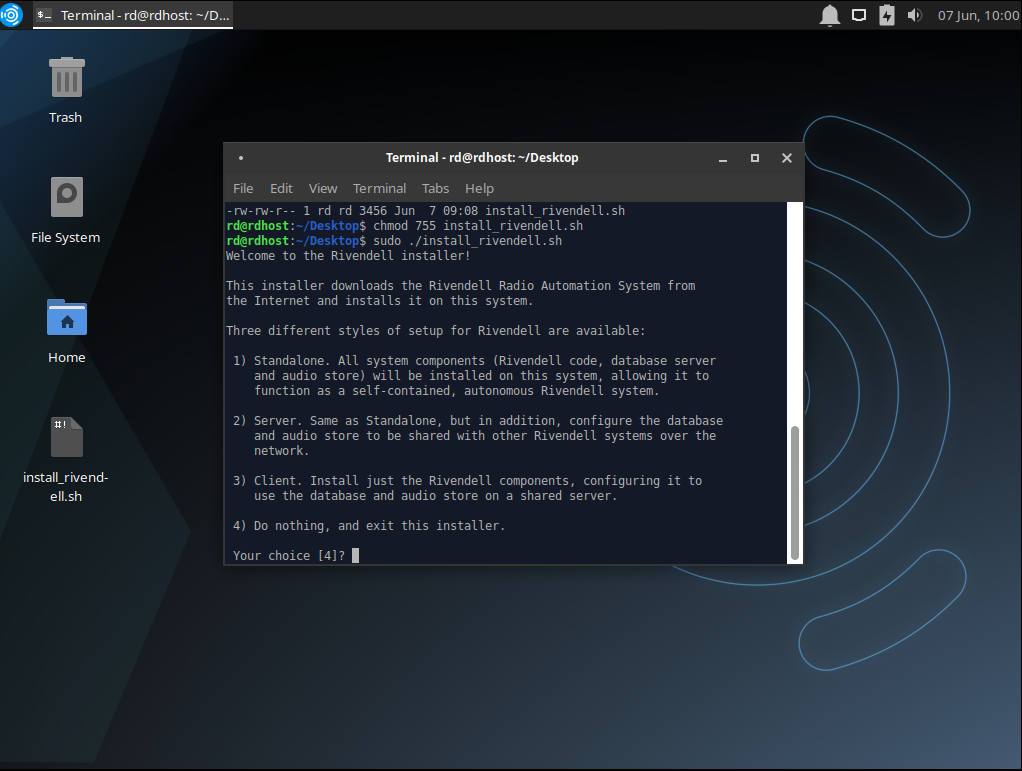 Terminal - rd@rdhost: ~/D...
07 Jun, 10:00
Trash
File System
Home
#!
install_rivend-
ell.sh
Terminal - rd@rdhost: ~/Desktop
File Edit View Terminal Tabs Help
-rw-rw-r-- 1 rd rd 3456 Jun  7 09:08 install_rivendell.sh
rd@rdhost:~/Desktop$ chmod 755 install_rivendell.sh
rd@rdhost:~/Desktop$ sudo ./install_rivendell.sh
Welcome to the Rivendell installer!
This installer downloads the Rivendell Radio Automation System from
the Internet and installs it on this system.
Three different styles of setup for Rivendell are available:
1) Standalone. All system components (Rivendell code, database server
and audio store) will be installed on this system, allowing it to
function as a self-contained, autonomous Rivendell system.
2) Server. Same as Standalone, but in addition, configure the database
and audio store to be shared with other Rivendell systems over the
network.
3) Client. Install just the Rivendell components, configuring it to
use the database and audio store on a shared server.
4) Do nothing, and exit this installer.
Your choice [4]?